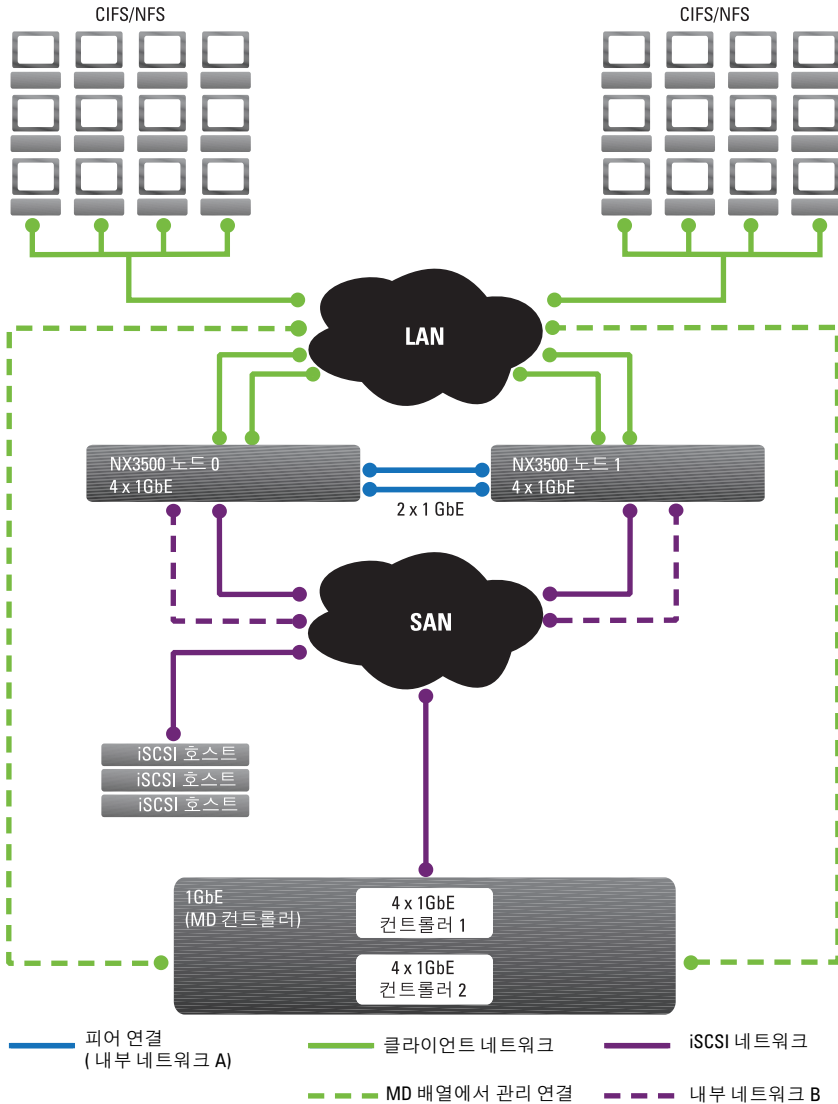 CIFS/NFS
CIFS/NFS
LAN
NX3500 노드 0
4 x 1GbE
NX3500 노드 1
4 x 1GbE
2 x 1 GbE
SAN
iSCSI 호스트
iSCSI 호스트
iSCSI 호스트
1GbE
(MD 컨트롤러)
4 x 1GbE
컨트롤러 1
4 x 1GbE
컨트롤러 2
피어 연결
( 내부 네트워크 A)
클라이언트 네트워크
iSCSI 네트워크
MD 배열에서 관리 연결
내부 네트워크 B